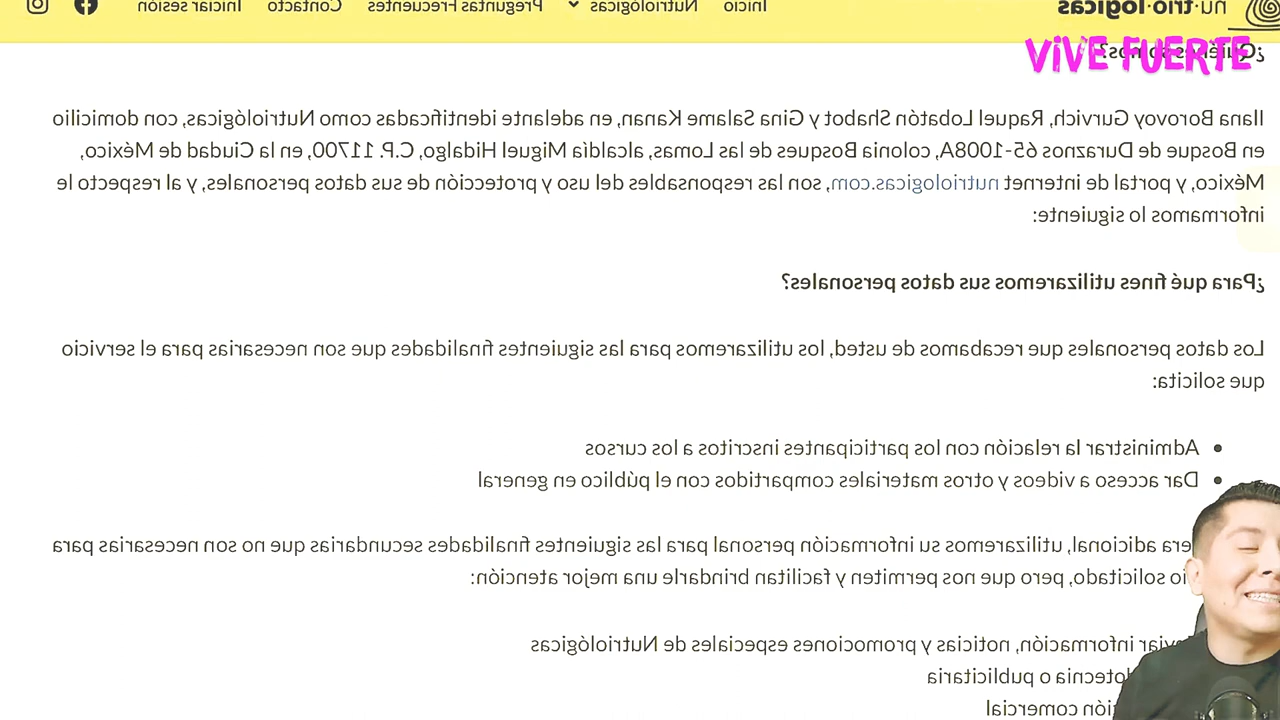 nu·trio·lógicas
Inicio Nutriológicas Preguntas Frecuentes Contacto Iniciar sesión
VIVE FUERTE
¿Quiénes somos?
Ilana Borovoy Gurvich, Raquel Lobatón Shabot y Gina Salame Kanan, en adelante identificadas como Nutriológicas, con domicilio
en Bosque de Duraznos 65-1008A, colonia Bosques de las Lomas, alcaldía Miguel Hidalgo, C.P. 11700, en la Ciudad de México,
México, y portal de internet nutriologicas.com, son las responsables del uso y protección de sus datos personales, y al respecto le
informamos lo siguiente:
¿Para qué fines utilizaremos sus datos personales?
Los datos personales que recabamos de usted, los utilizaremos para las siguientes finalidades que son necesarias para el servicio
que solicita:
• Administrar la relación con los participantes inscritos a los cursos
• Dar acceso a videos y otros materiales compartidos con el público en general
era adicional, utilizaremos su información personal para las siguientes finalidades secundarias que no son necesarias para
io solicitado, pero que nos permiten y facilitan brindarle una mejor atención:
viar información, noticias y promociones especiales de Nutriológicas
otecnia o publicitaria
ción comercial